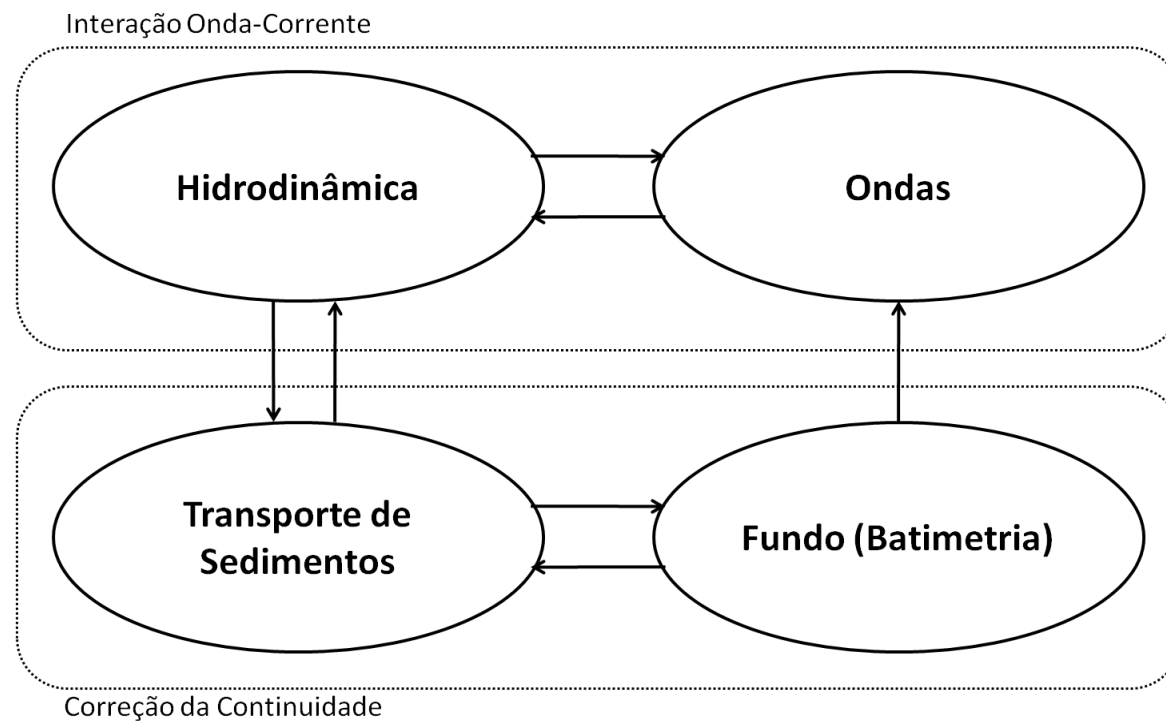 Interação Onda-Corrente
Hidrodinâmica
Ondas
Transporte de
Sedimentos
Fundo (Batimetria)
Correção da Continuidade